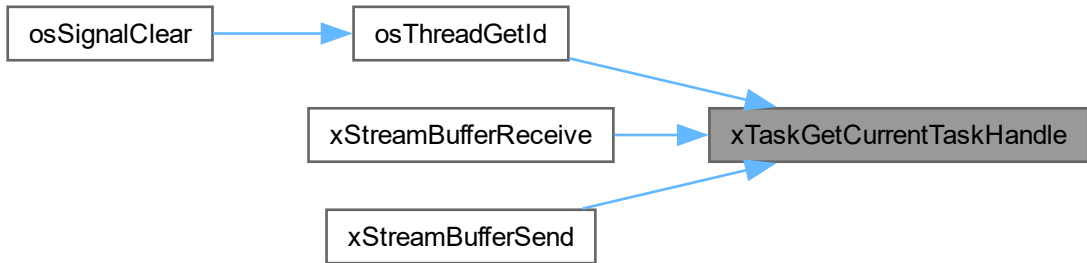 osSignalClear
osThreadGetId
xStreamBufferReceive
xTaskGetCurrentTaskHandle
xStreamBufferSend